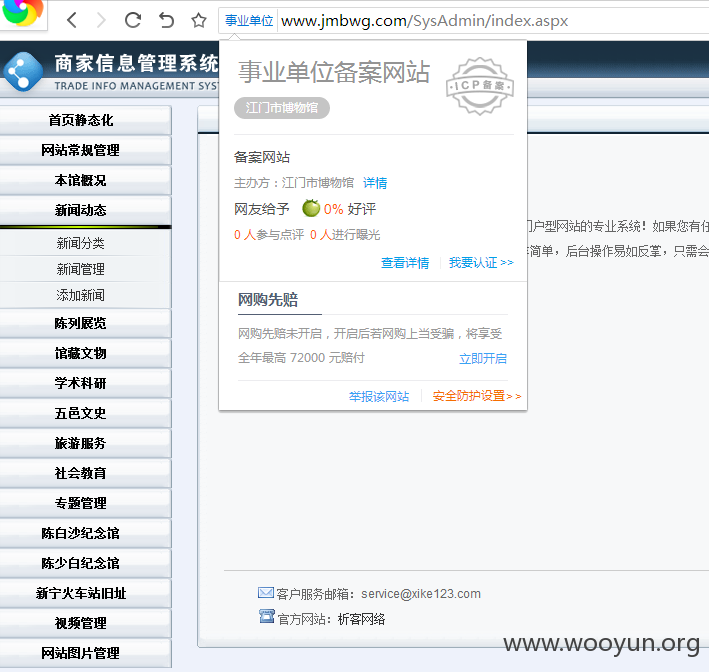 事业单位 www.jmbwg.com/SysAdmin/index.aspx
商家信息管理系统
TRADE INFO MANAGEMENT SYS
首页静态化
网站常规管理
本馆概况
新闻动态
新闻分类
新闻管理
添加新闻
陈列展览
馆藏文物
学术科研
五邑文史
旅游服务
社会教育
专题管理
陈白沙纪念馆
陈少白纪念馆
新宁火车站旧址
视频管理
网站图片管理
事业单位备案网站
江门市博物馆
ICP备案
备案网站
主办方：江门市博物馆 详情
网友给予 0% 好评
0 人参与点评 0 人进行曝光
查看详情 我要认证 >>
网购先赔
网购先赔未开启，开启后若网购上当受骗，将享受
全年最高 72000 元赔付 立即开启
举报该网站 安全防护设置>>
户型网站的专业系统！如果您有任
简单，后台操作易如反掌，只需会
客户服务邮箱：service@xike123.com
官方网站：析客网络
www.wooyun.org